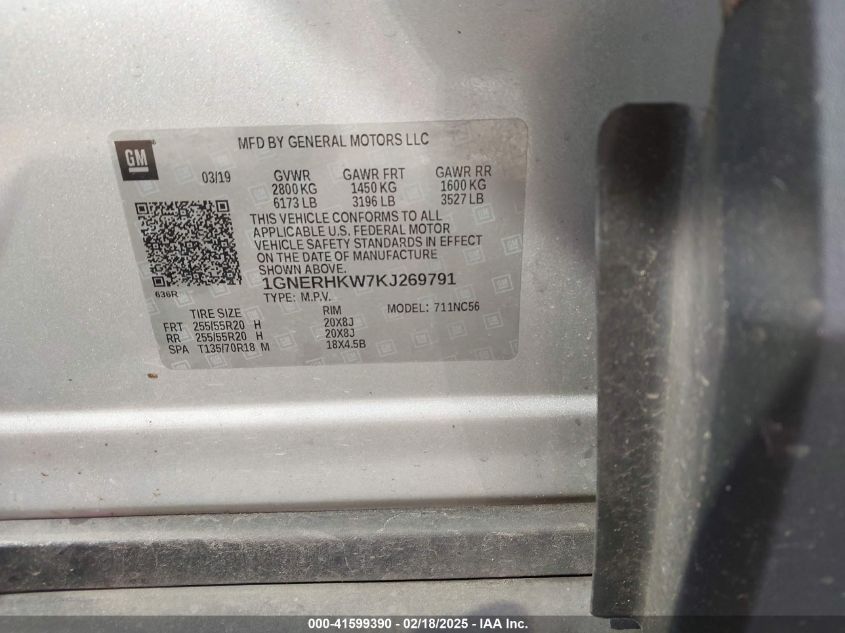 MFD BY GENERAL MOTORS LLC
GM
03/19 GVWR GAWR FRT GAWR RR
2800 KG 1450 KG 1600 KG
6173 LB 3196 LB 3527 LB
THIS VEHICLE CONFORMS TO ALL
APPLICABLE U.S. FEDERAL MOTOR
VEHICLE SAFETY STANDARDS IN EFFECT
ON THE DATE OF MANUFACTURE
SHOWN ABOVE.
636R
1GNERHKW7KJ269791
TYPE: M.P.V.
MODEL: 711NC56
TIRE SIZE RIM
FRT 255/55R20 H 20X8J
RR 255/55R20 H 20X8J
SPA T135/70R18 M 18X4.5B
000-41599390 - 02/18/2025 - IAA Inc.